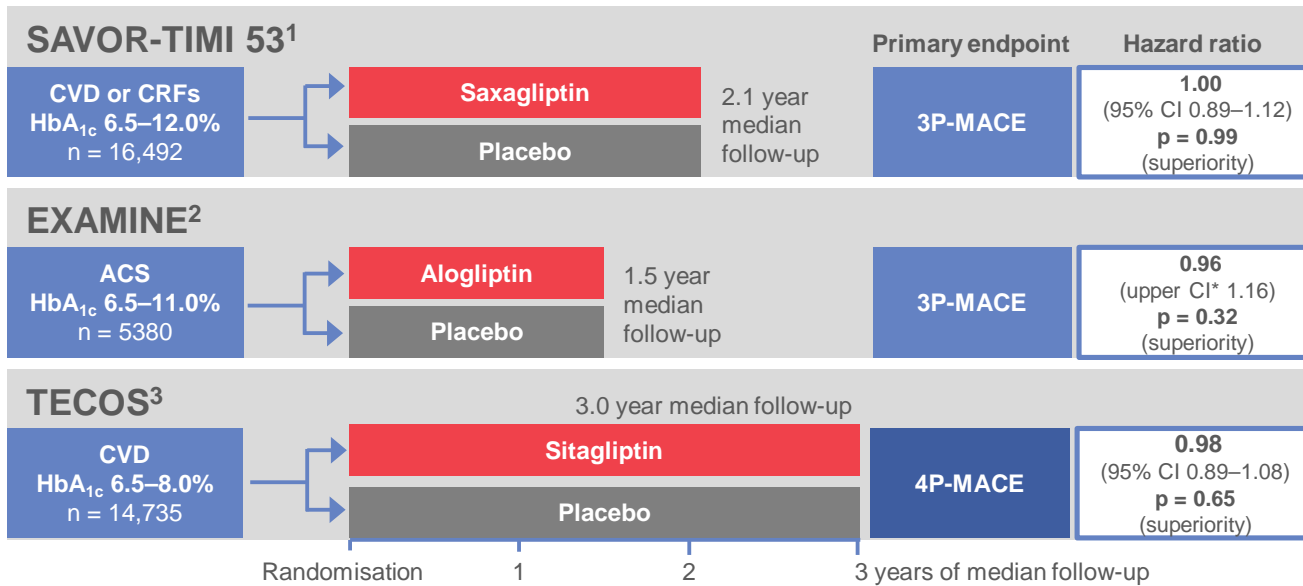 SAVOR-TIMI 53¹
Primary endpoint
Hazard ratio
CVD or CRFs
HbA₁c 6.5–12.0%
n = 16,492
Saxagliptin
Placebo
2.1 year
median
follow-up
3P-MACE
1.00
(95% CI 0.89–1.12)
p = 0.99
(superiority)
EXAMINE²
ACS
HbA₁c 6.5–11.0%
n = 5380
Alogliptin
Placebo
1.5 year
median
follow-up
3P-MACE
0.96
(upper CI* 1.16)
p = 0.32
(superiority)
TECOS³
3.0 year median follow-up
CVD
HbA₁c 6.5–8.0%
n = 14,735
Sitagliptin
Placebo
4P-MACE
0.98
(95% CI 0.89–1.08)
p = 0.65
(superiority)
Randomisation 1 2 3 years of median follow-up